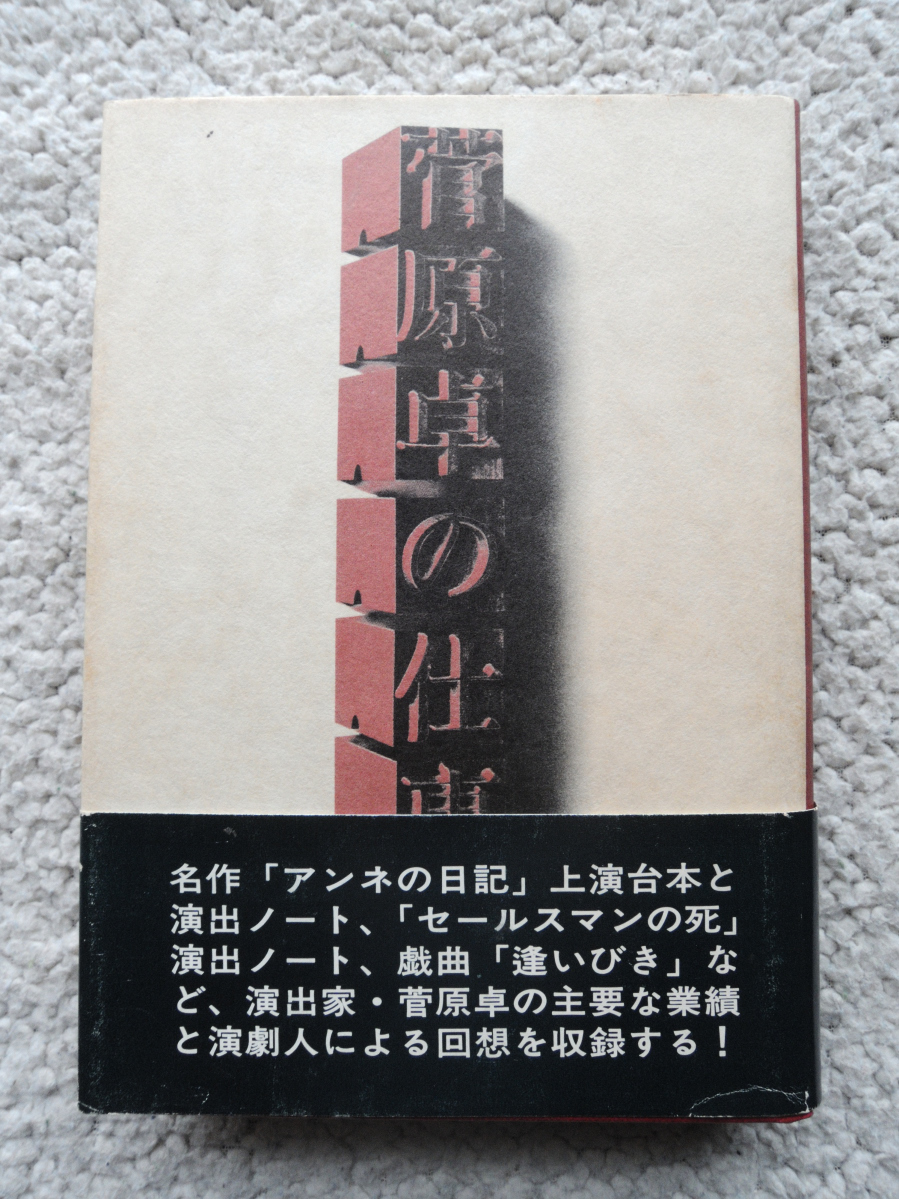 菅原卓の仕事
名作「アンネの日記」上演台本と
演出ノート、「セールスマンの死」
演出ノート、戯曲「逢いびき」な
ど、演出家・菅原卓の主要な業績
と演劇人による回想を収録する！